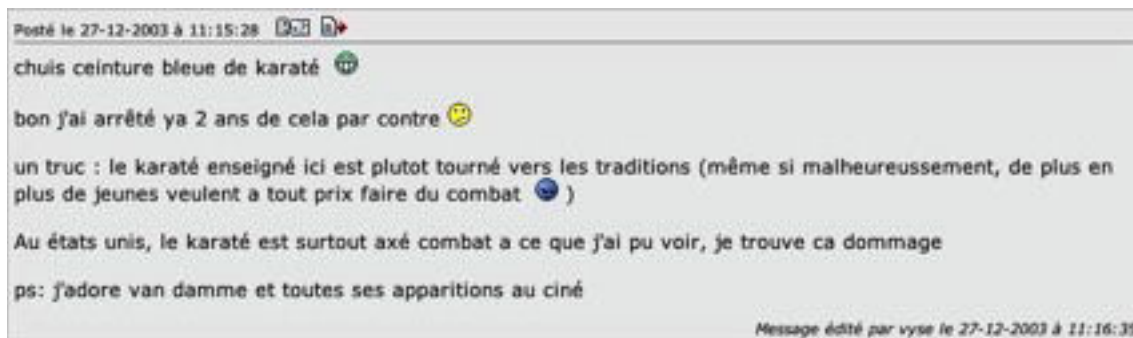 Posté le 27-12-2003 à 11:15:28
chuis ceinture bleue de karaté
bon j'ai arrêté ya 2 ans de cela par contre
un truc : le karaté enseigné ici est plutot tourné vers les traditions (même si malheureussement, de plus en
plus de jeunes veulent a tout prix faire du combat )
Au états unis, le karaté est surtout axé combat a ce que j'ai pu voir, je trouve ca dommage
ps: j'adore van damme et toutes ses apparitions au ciné
Message édité par vyse le 27-12-2003 à 11:16:35